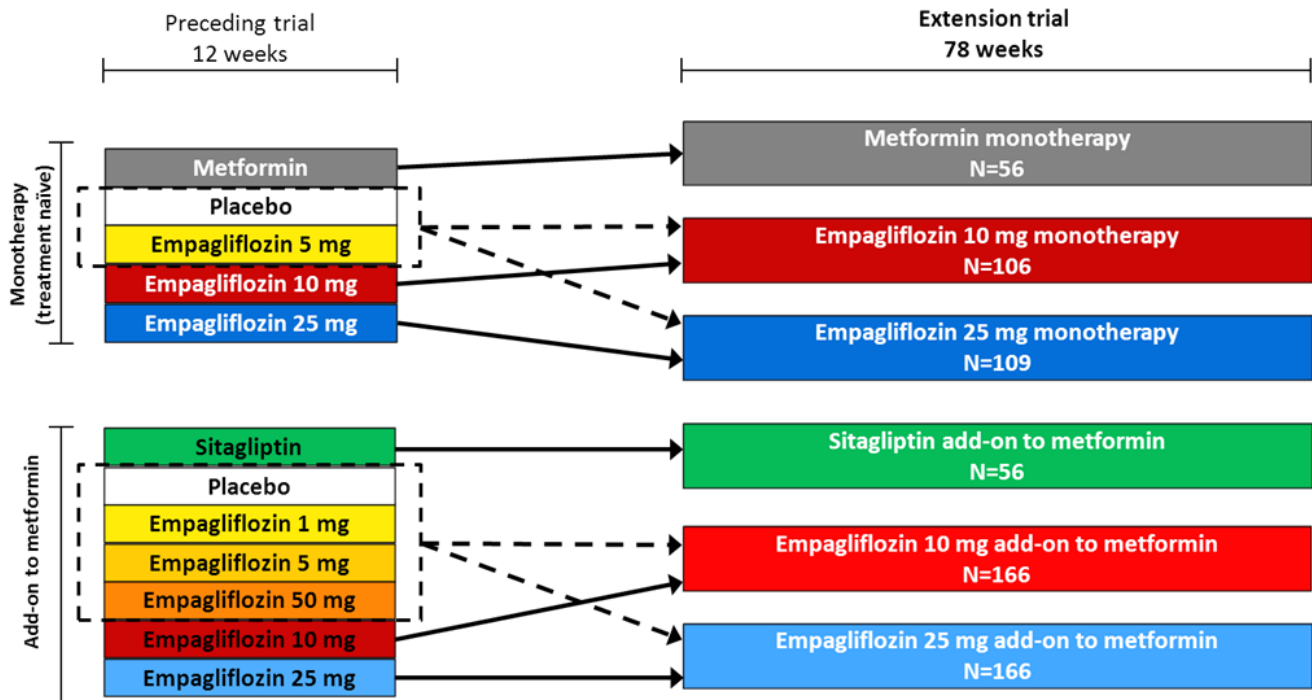 Preceding trial
12 weeks
Extension trial
78 weeks
Monotherapy
(treatment naïve)
Metformin
Placebo
Empagliflozin 5 mg
Empagliflozin 10 mg
Empagliflozin 25 mg
Metformin monotherapy
N=56
Empagliflozin 10 mg monotherapy
N=106
Empagliflozin 25 mg monotherapy
N=109
Add-on to metformin
Sitagliptin
Placebo
Empagliflozin 1 mg
Empagliflozin 5 mg
Empagliflozin 50 mg
Empagliflozin 10 mg
Empagliflozin 25 mg
Sitagliptin add-on to metformin
N=56
Empagliflozin 10 mg add-on to metformin
N=166
Empagliflozin 25 mg add-on to metformin
N=166